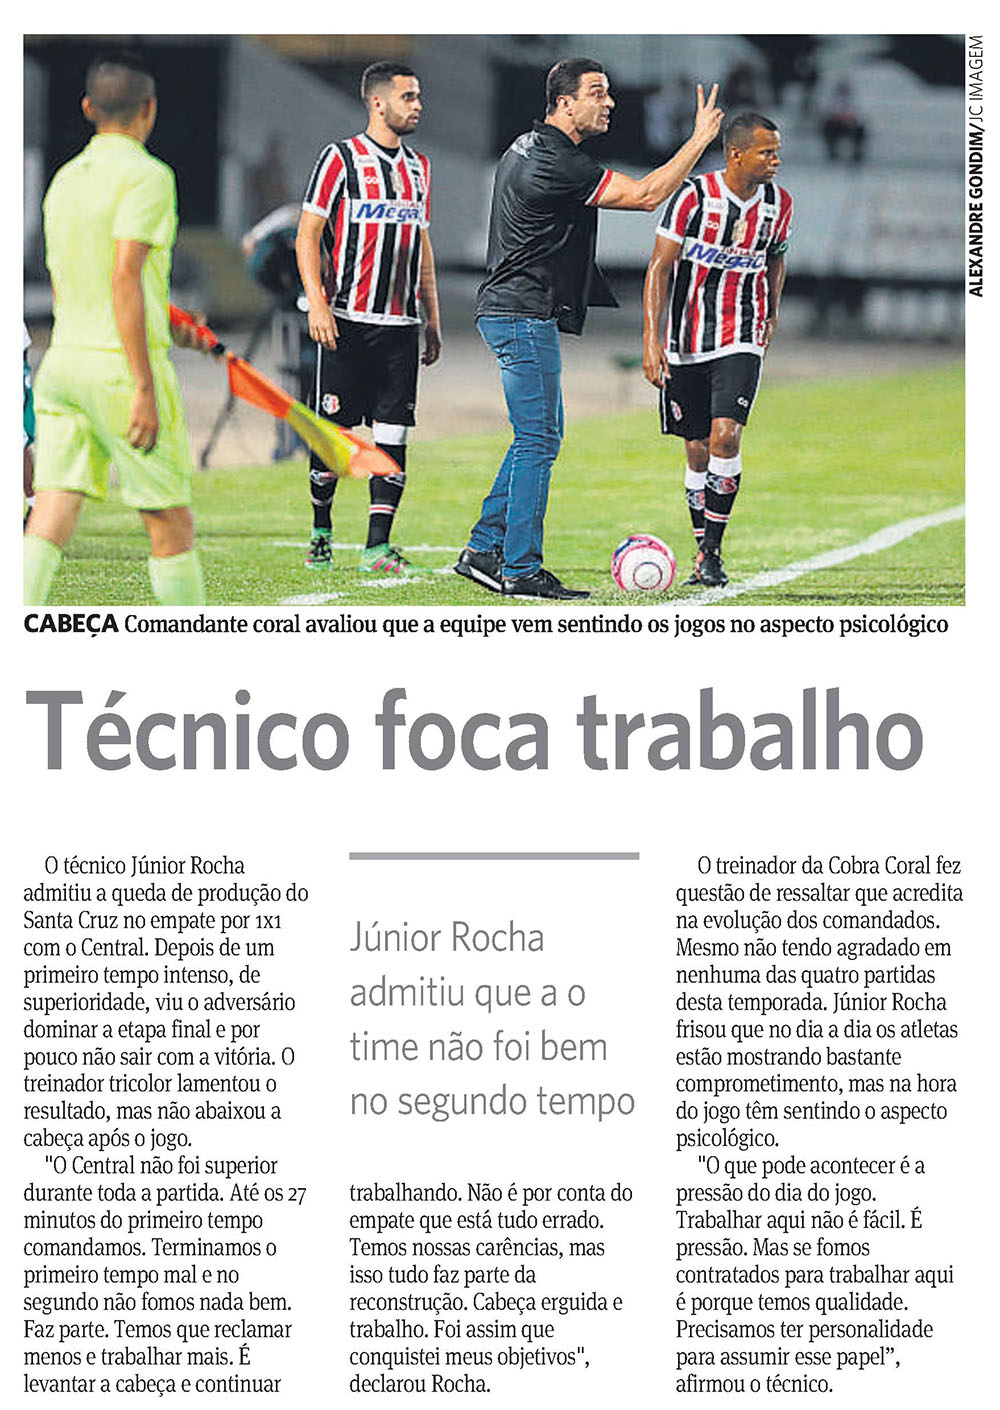 ALEXANDRE GONDIM/JC IMAGEM
MegaC
MegaC
CABEÇA Comandante coral avaliou que a equipe vem sentindo os jogos no aspecto psicológico
Técnico foca trabalho
O técnico Júnior Rocha
admitiu a queda de produção do
Santa Cruz no empate por 1x1
com o Central. Depois de um
primeiro tempo intenso, de
superioridade, viu o adversário
dominar a etapa final e por
pouco não sair com a vitória. O
treinador tricolor lamentou o
resultado, mas não abaixou a
cabeça após o jogo.
"O Central não foi superior
durante toda a partida. Até os 27
minutos do primeiro tempo
comandamos. Terminamos o
primeiro tempo mal e no
segundo não fomos nada bem.
Faz parte. Temos que reclamar
menos e trabalhar mais. É
levantar a cabeça e continuar
Júnior Rocha
admitiu que a o
time não foi bem
no segundo tempo
trabalhando. Não é por conta do
empate que está tudo errado.
Temos nossas carências, mas
isso tudo faz parte da
reconstrução. Cabeça erguida e
trabalho. Foi assim que
conquistei meus objetivos",
declarou Rocha.
O treinador da Cobra Coral fez
questão de ressaltar que acredita
na evolução dos comandados.
Mesmo não tendo agradado em
nenhuma das quatro partidas
desta temporada. Júnior Rocha
frisou que no dia a dia os atletas
estão mostrando bastante
comprometimento, mas na hora
do jogo têm sentindo o aspecto
psicológico.
"O que pode acontecer é a
pressão do dia do jogo.
Trabalhar aqui não é fácil. É
pressão. Mas se fomos
contratados para trabalhar aqui
é porque temos qualidade.
Precisamos ter personalidade
para assumir esse papel”,
afirmou o técnico.